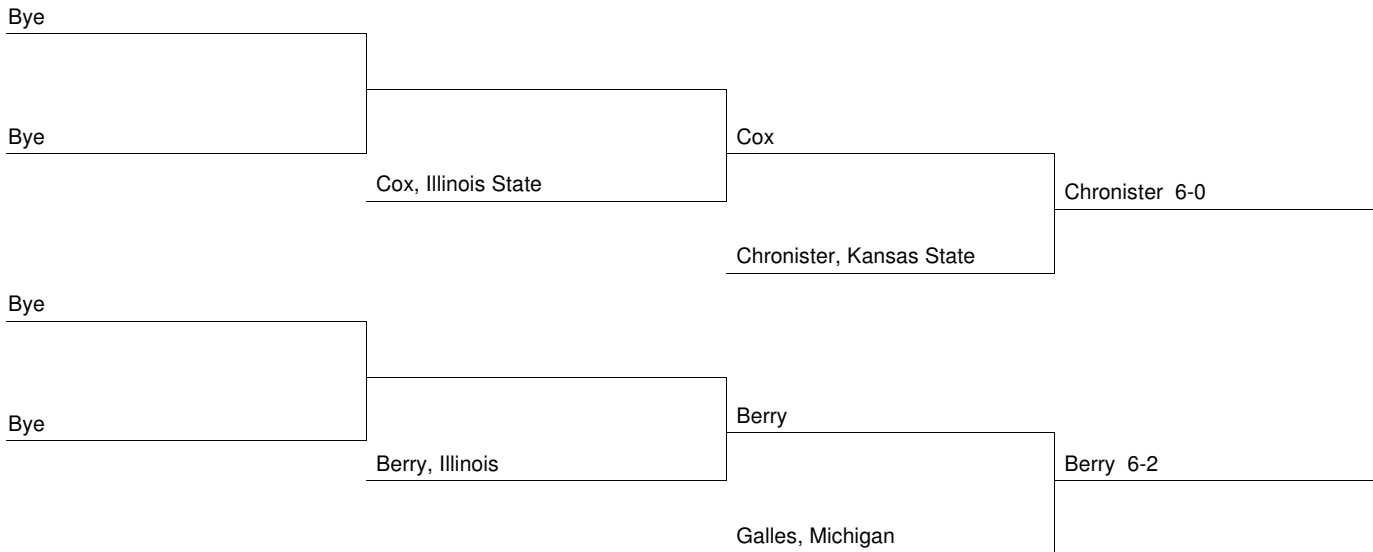 Bye
Bye
Cox
Cox, Illinois State
Chronister 6-0
Chronister, Kansas State
Bye
Berry
Bye
Berry, Illinois
Berry 6-2
Galles, Michigan